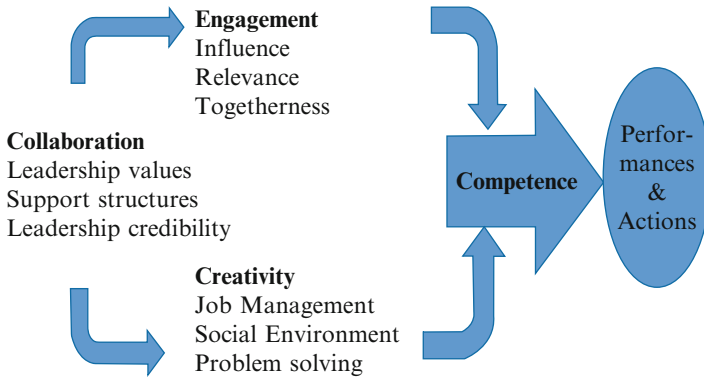 Engagement
Influence
Relevance
Togetherness
Collaboration
Leadership values
Support structures
Leadership credibility
Creativity
Job Management
Social Environment
Problem solving
Competence
Perfor-
mances
&
Actions